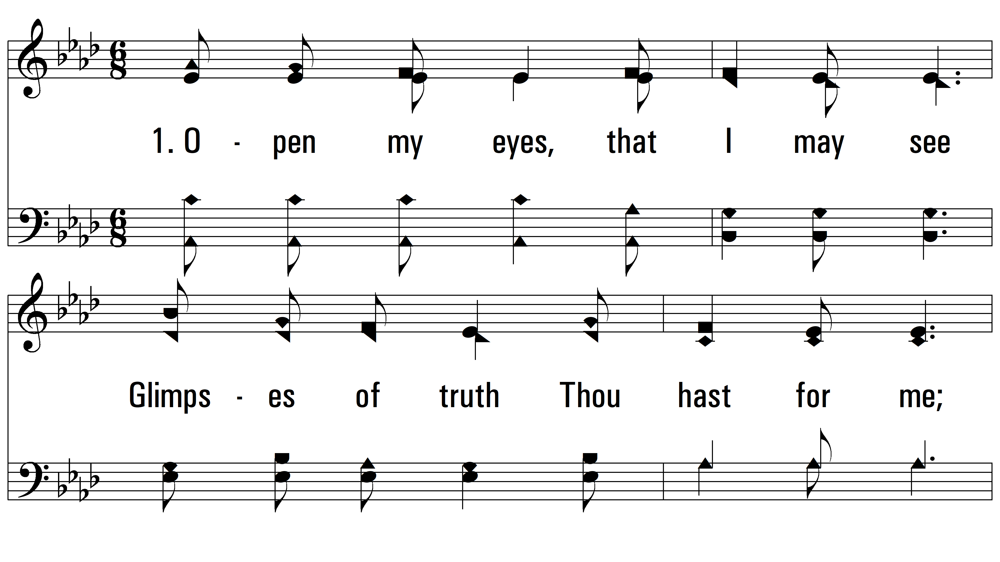 1. O - pen my eyes, that I may see
Glimps - es of truth Thou hast for me;